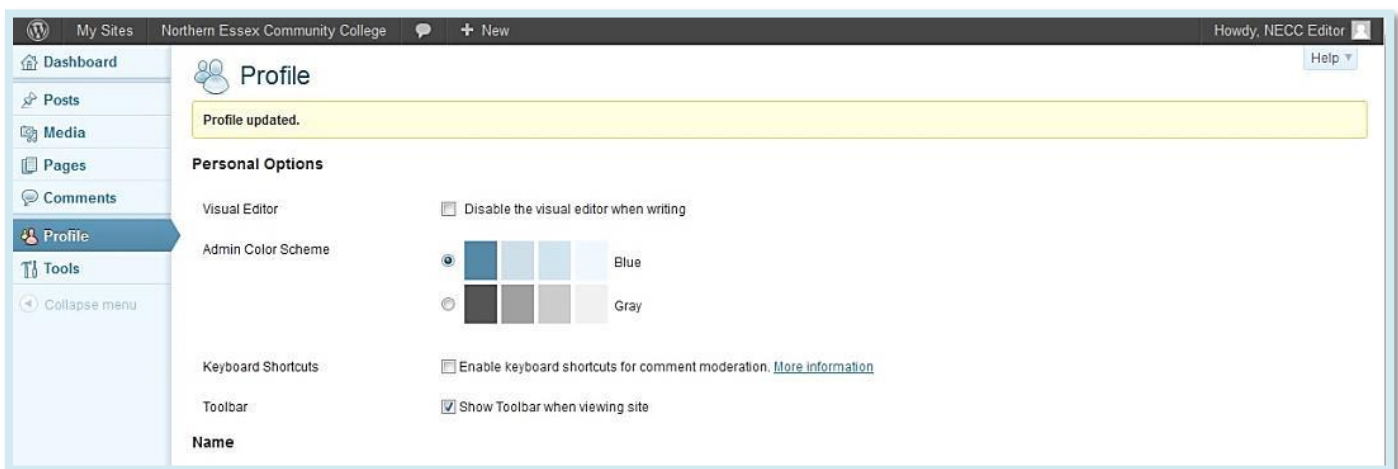 My Sites Northern Essex Community College + New Howdy, NECC Editor
Dashboard
Help
Profile
Posts
Profile updated.
Media
Pages
Personal Options
Comments
Visual Editor Disable the visual editor when writing
Profile
Admin Color Scheme
Blue
Tools
Collapse menu
Gray
Keyboard Shortcuts Enable keyboard shortcuts for comment moderation. More information
Toolbar Show Toolbar when viewing site
Name